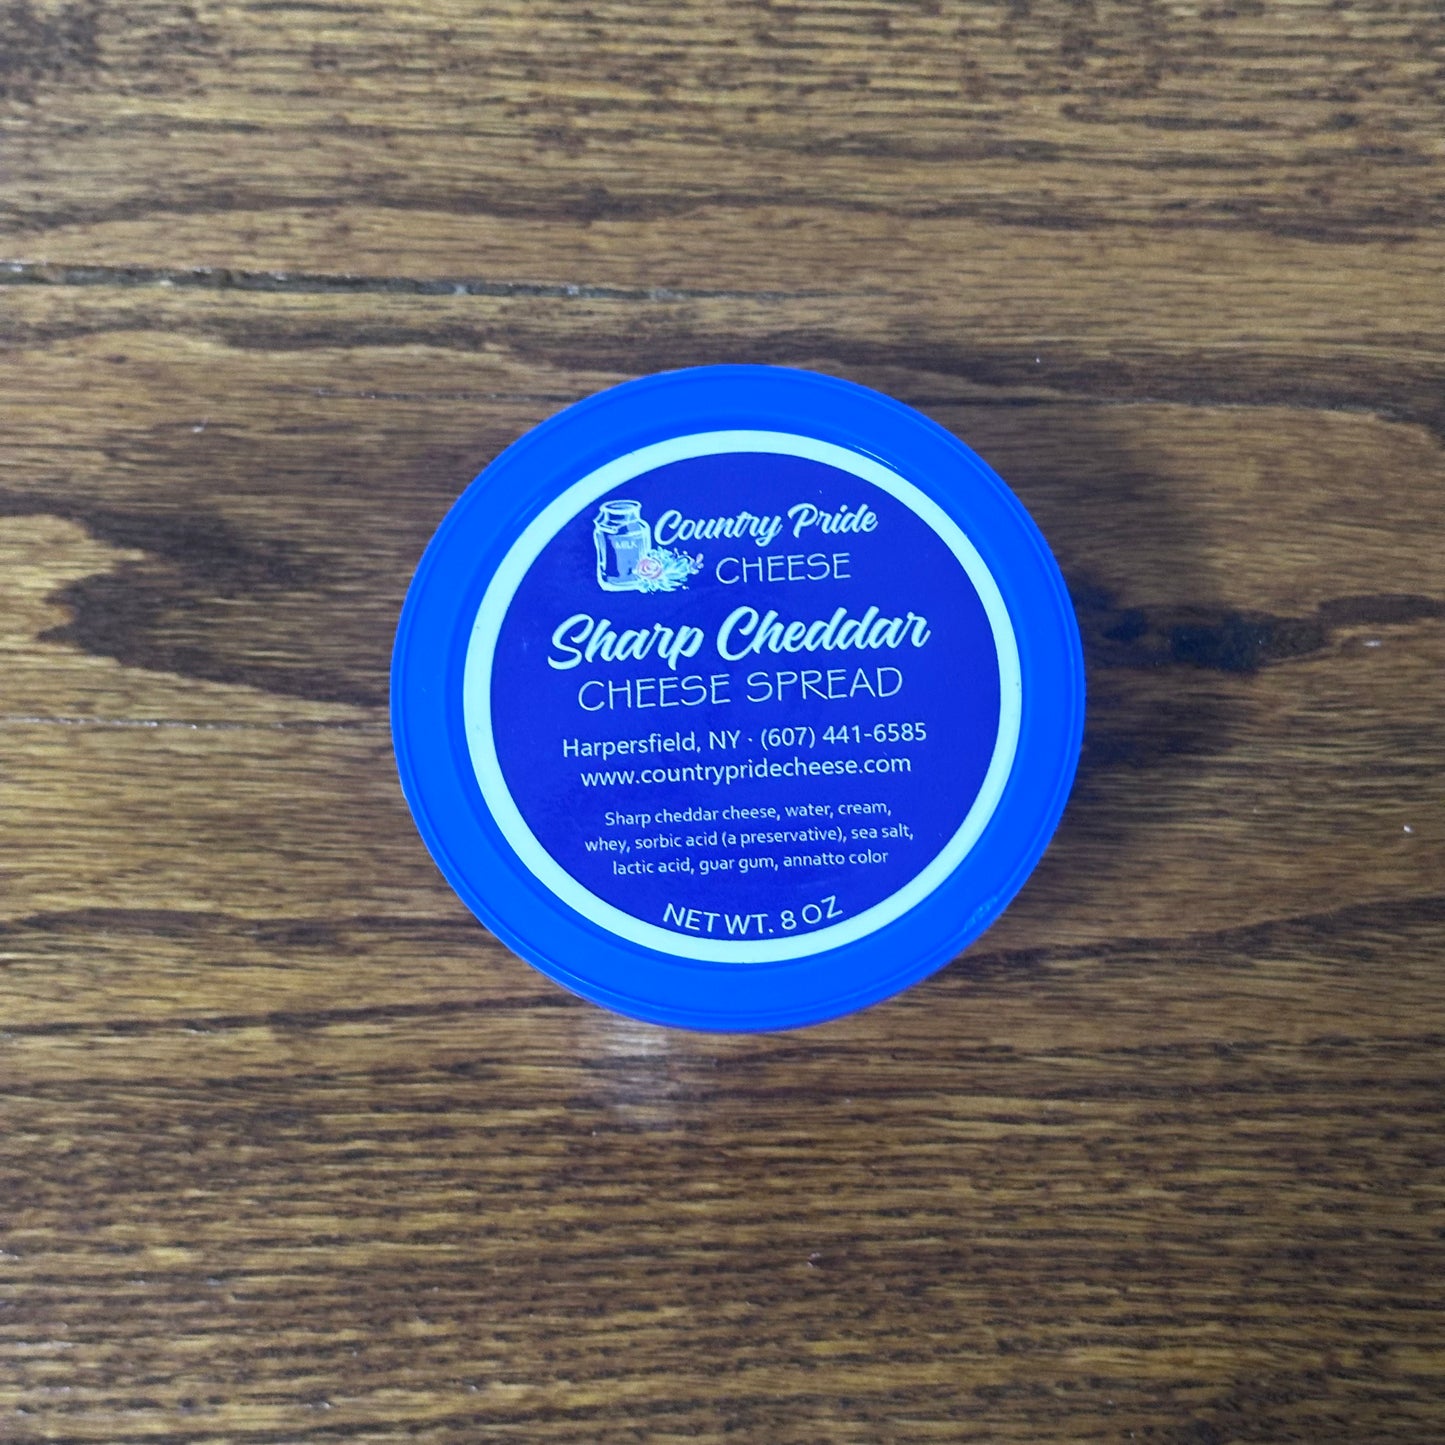 MILK
Country Pride
CHEESE
Sharp Cheddar
CHEESE SPREAD
Harpersfield, NY · (607) 441-6585
www.countrypridecheese.com
Sharp cheddar cheese, water, cream,
whey, sorbic acid (a preservative), sea salt,
lactic acid, guar gum, annatto color
NET WT. 8 OZ